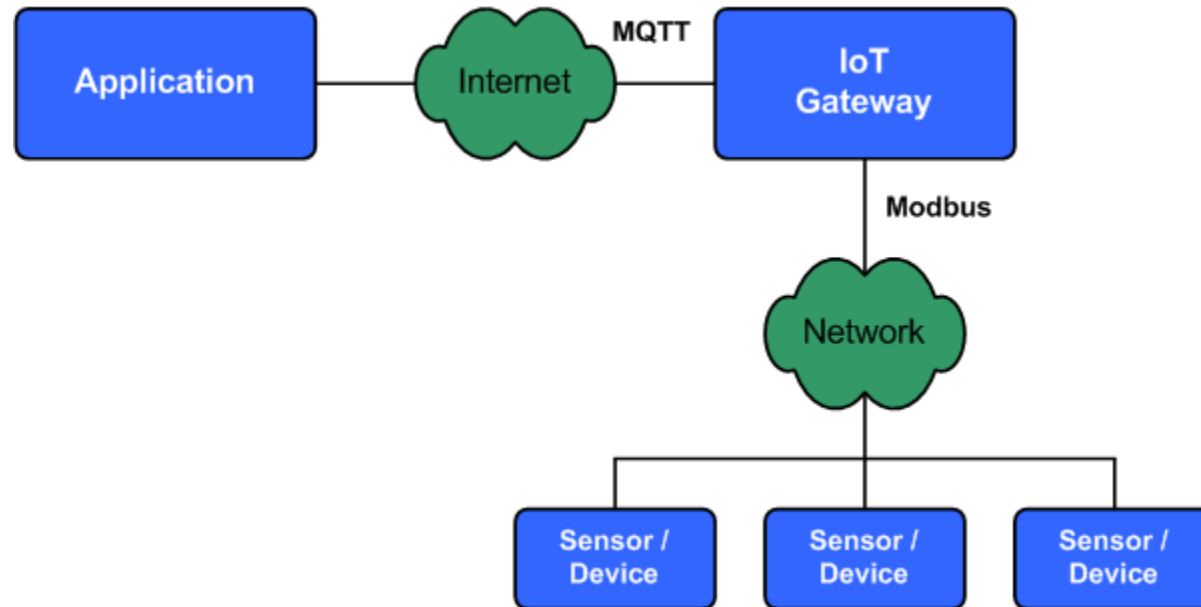 Application
Internet
MQTT
IoT
Gateway
Modbus
Network
Sensor /
Device
Sensor /
Device
Sensor /
Device